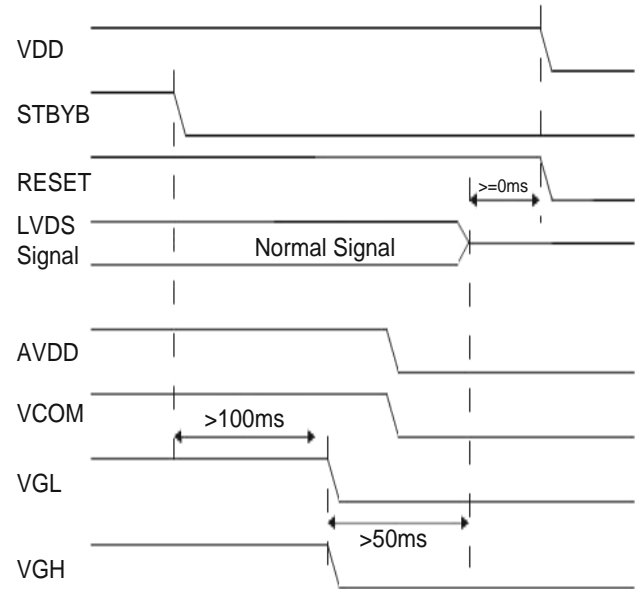 VDD
STBYB
RESET
>=0ms
LVDS
Signal
Normal Signal
AVDD
VCOM
>100ms
VGL
>50ms
VGH